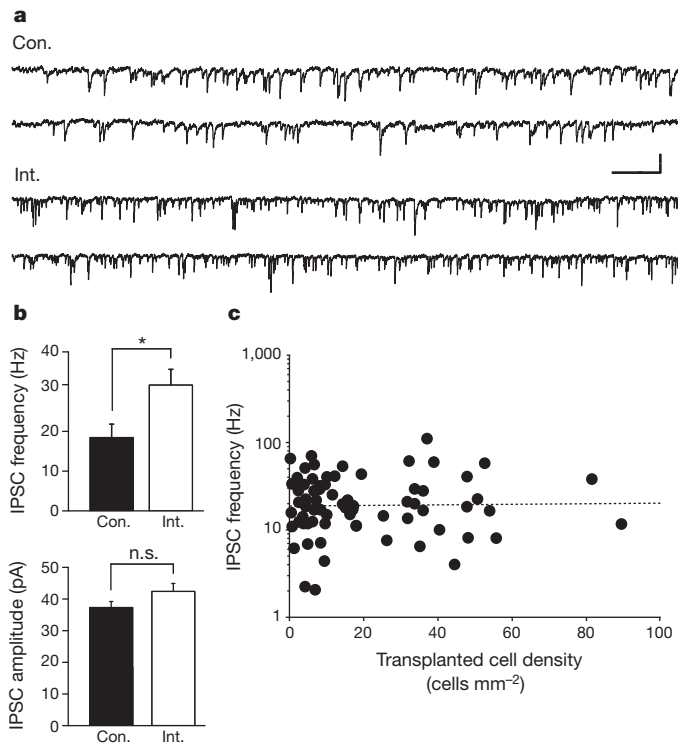 a
Con.
Int.
b
IPSC frequency (Hz)
40
30
20
10
0
*
Con. Int.
IPSC amplitude (pA)
50
40
30
20
10
0
n.s.
Con. Int.
c
IPSC frequency (Hz)
1,000
100
10
1
0 20 40 60 80 100
Transplanted cell density
(cells mm⁻²)